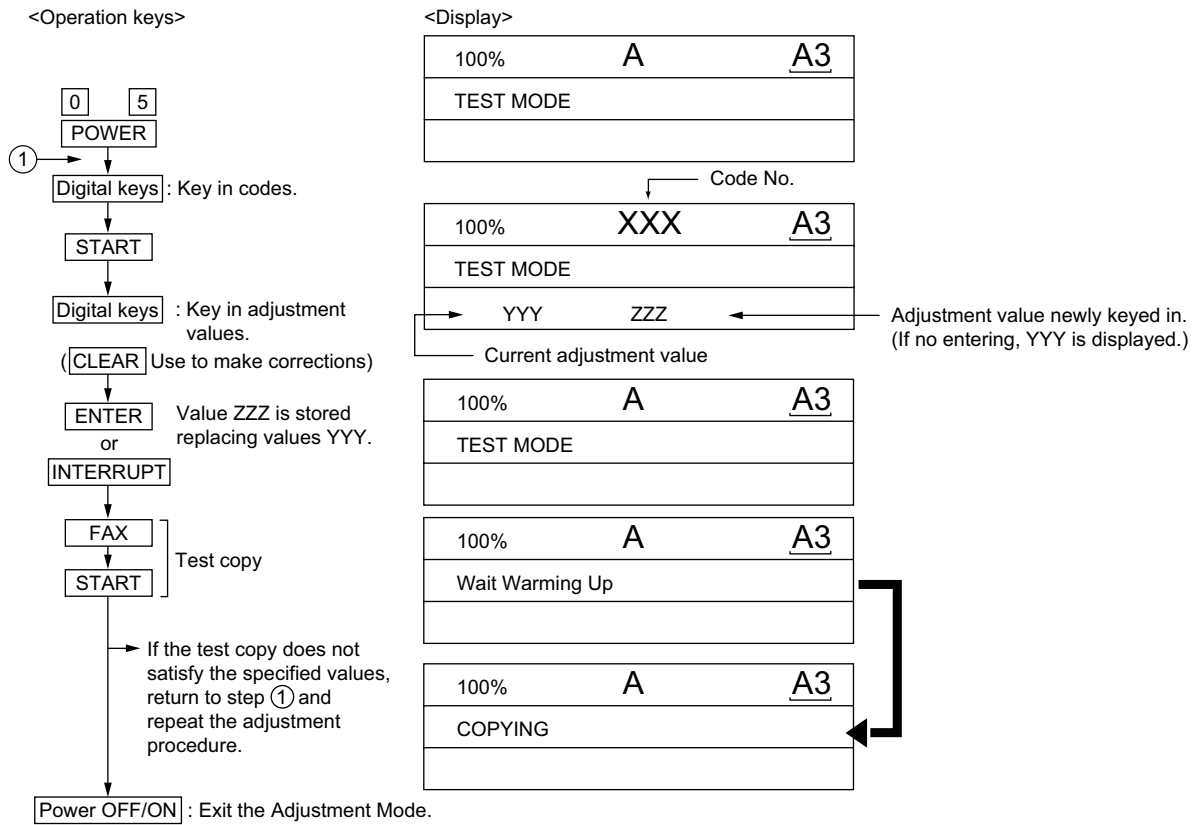 <Operation keys>
0 5
POWER
1
Digital keys : Key in codes.
START
Digital keys : Key in adjustment
values.
( CLEAR Use to make corrections)
ENTER
or
INTERRUPT
Value ZZZ is stored
replacing values YYY.
FAX
START
Test copy
If the test copy does not
satisfy the specified values,
return to step 1 and
repeat the adjustment
procedure.
Power OFF/ON : Exit the Adjustment Mode.
<Display>
100% A A3
TEST MODE
Code No.
100% XXX A3
TEST MODE
YYY ZZZ
Adjustment value newly keyed in.
(If no entering, YYY is displayed.)
Current adjustment value
100% A A3
TEST MODE
100% A A3
Wait Warming Up
100% A A3
COPYING